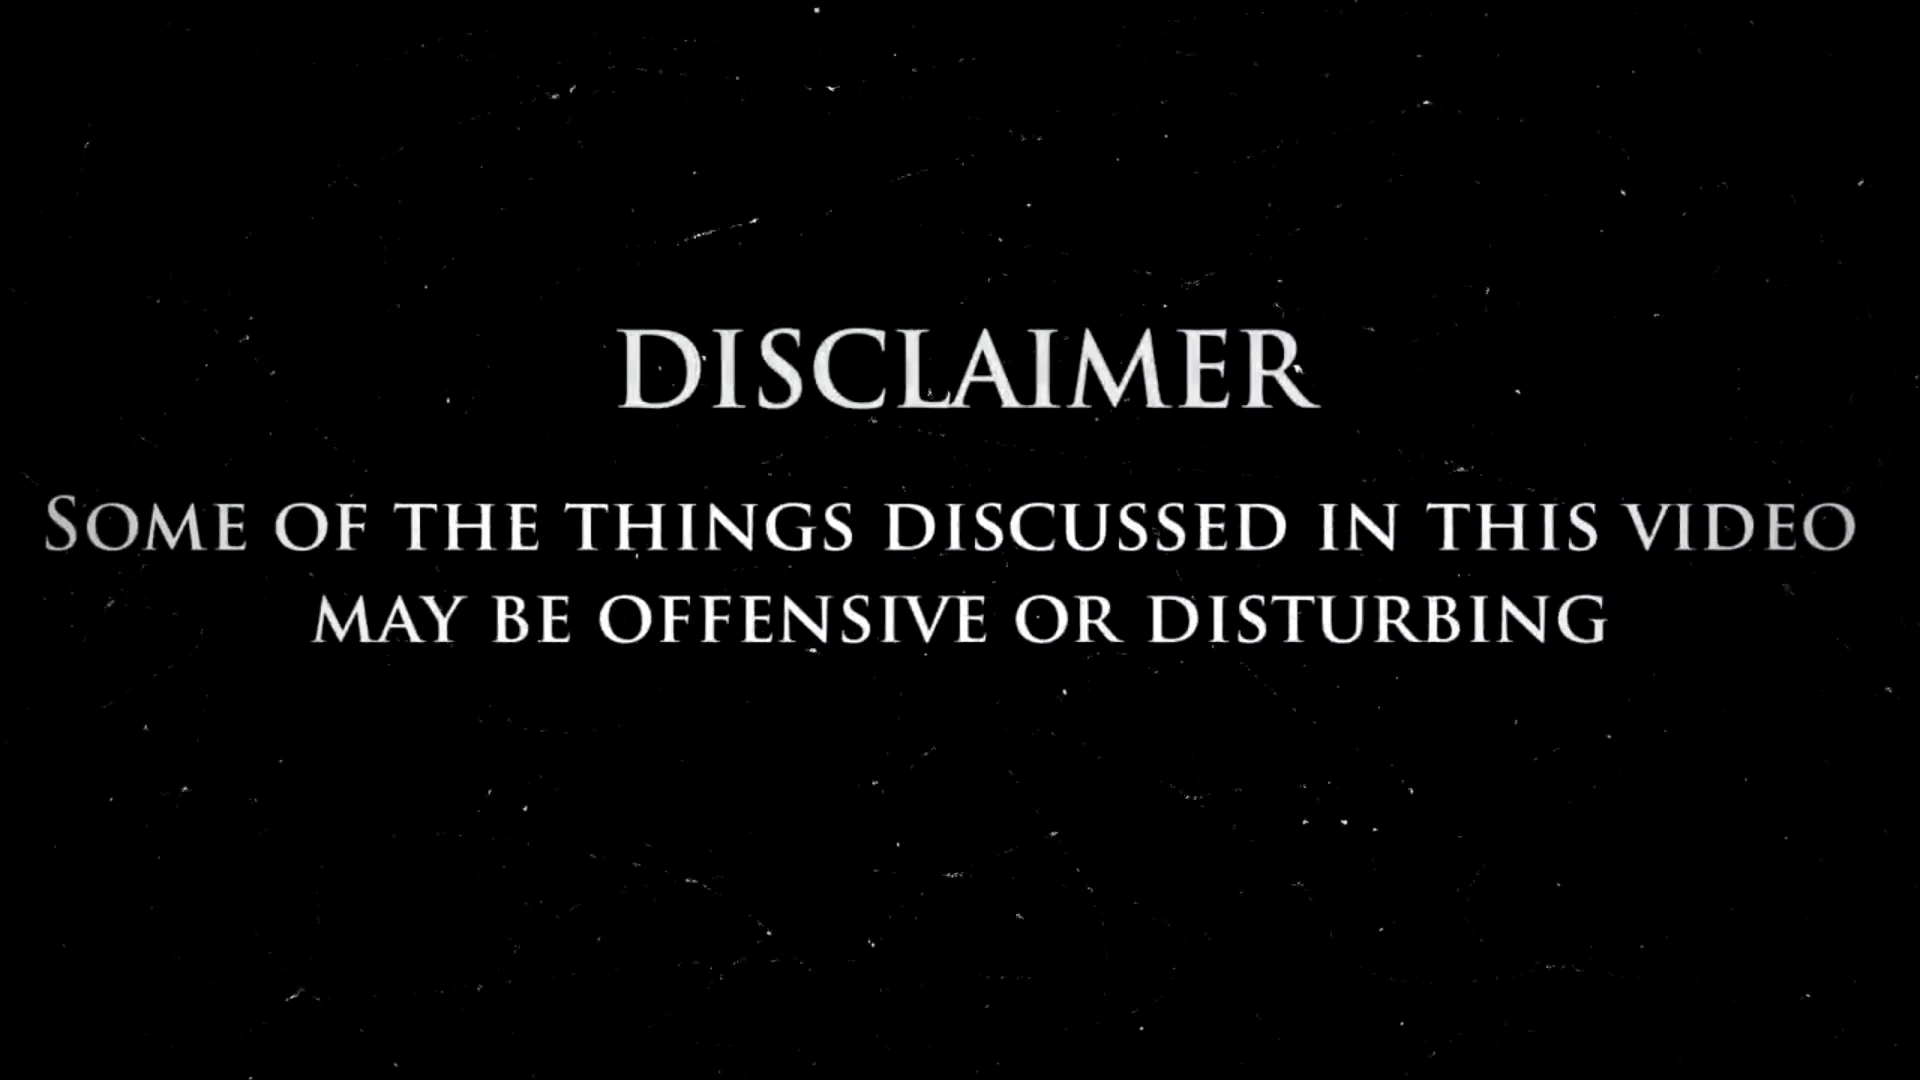 DISCLAIMER
SOME OF THE THINGS DISCUSSED IN THIS VIDEO
MAY BE OFFENSIVE OR DISTURBING